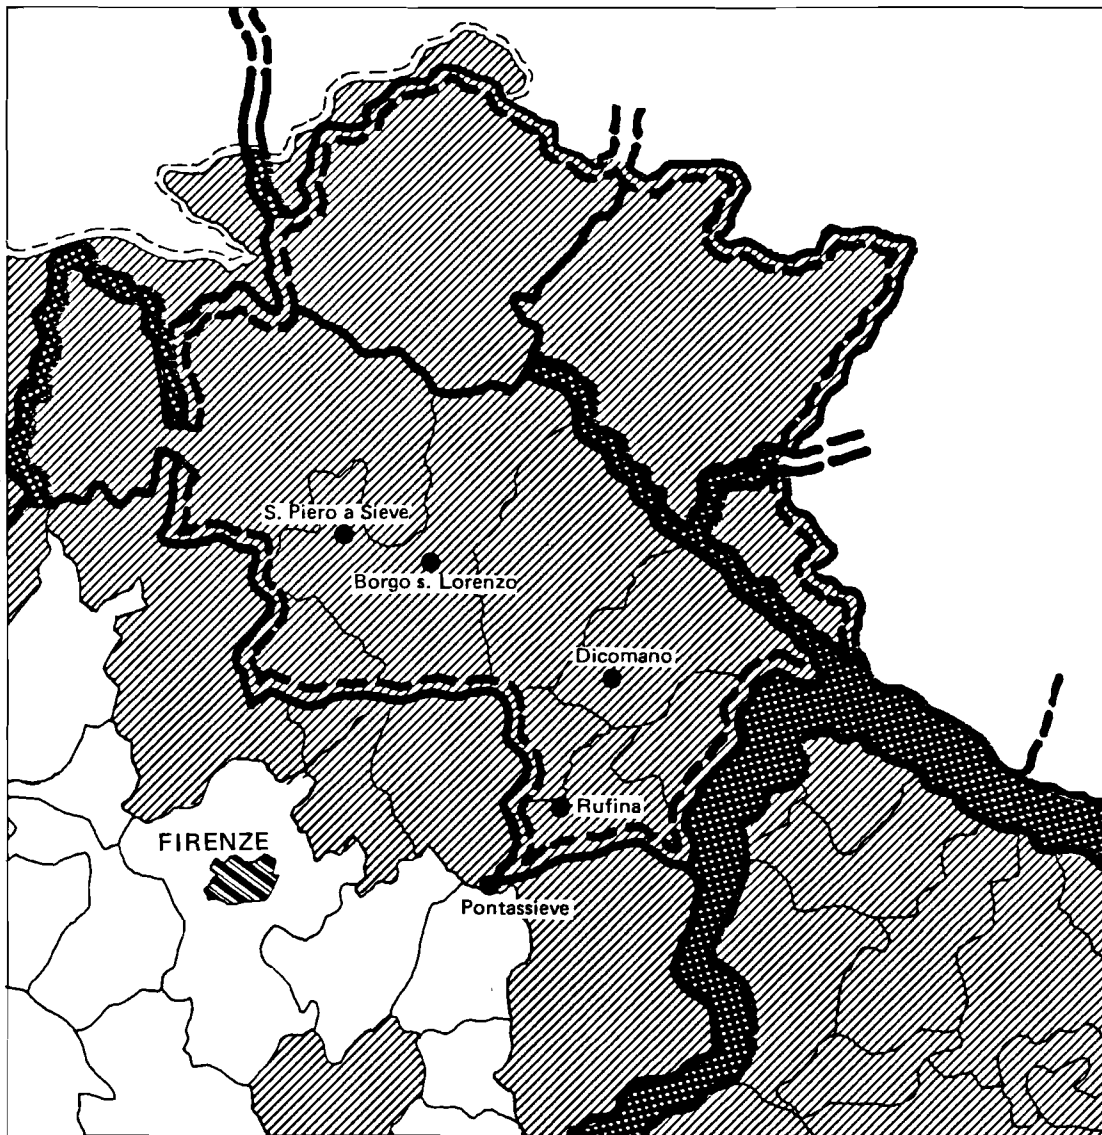 S. Piero a Sieve
Borgo s. Lorenzo
Dicomano
Rufina
FIRENZE
Pontassieve